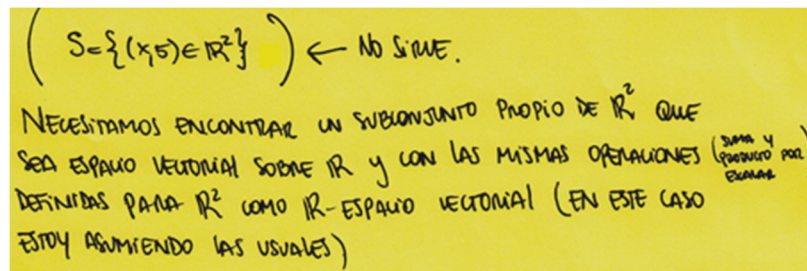 ( S={(x,5)∈ℝ²} ) ← NO SIRVE.
NECESITAMOS ENCONTRAR UN SUBCONJUNTO PROPIO DE ℝ² QUE
SEA ESPACIO VECTORIAL SOBRE ℝ Y CON LAS MISMAS OPERACIONES (SUMA Y PRODUCTO POR ESCALAR)
DEFINIDAS PARA ℝ² COMO ℝ-ESPACIO VECTORIAL (EN ESTE CASO
ESTOY ASUMIENDO LAS USUALES)